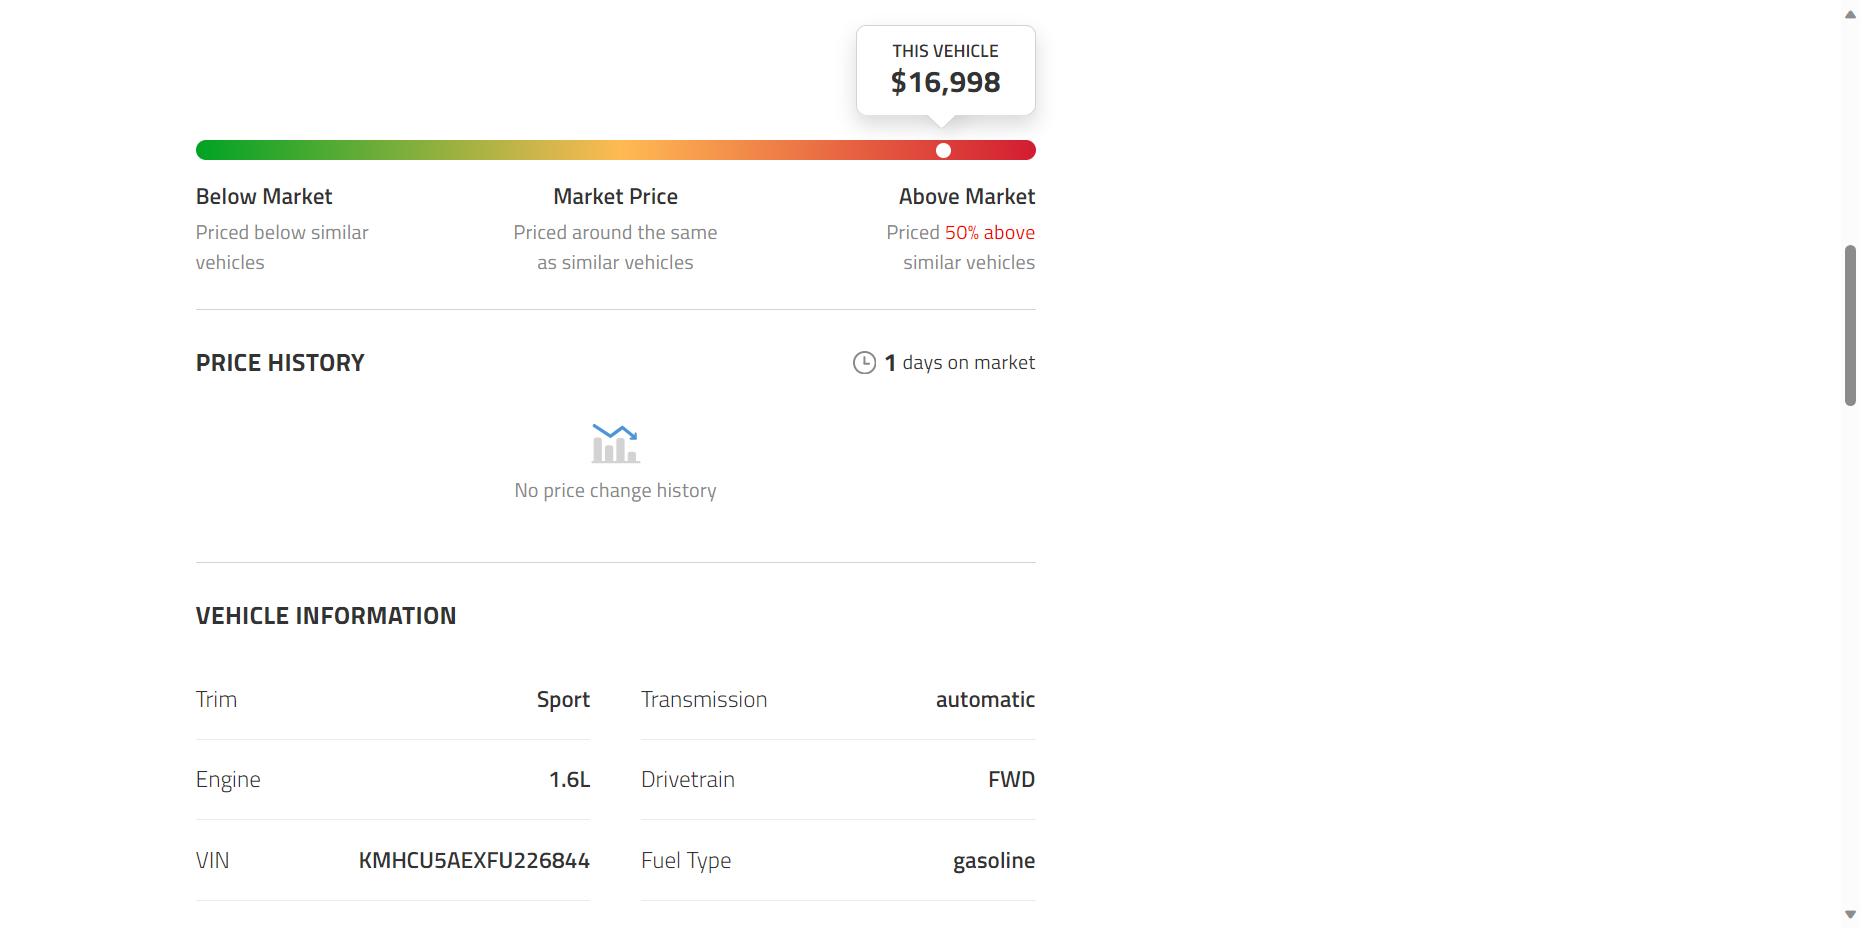 THIS VEHICLE
$16,998
Below Market
Priced below similar
vehicles
Market Price
Priced around the same
as similar vehicles
Above Market
Priced 50% above
similar vehicles
PRICE HISTORY
1 days on market
No price change history
VEHICLE INFORMATION
Trim Sport
Transmission automatic
Engine 1.6L
Drivetrain FWD
VIN KMHCU5AEXFU226844
Fuel Type gasoline